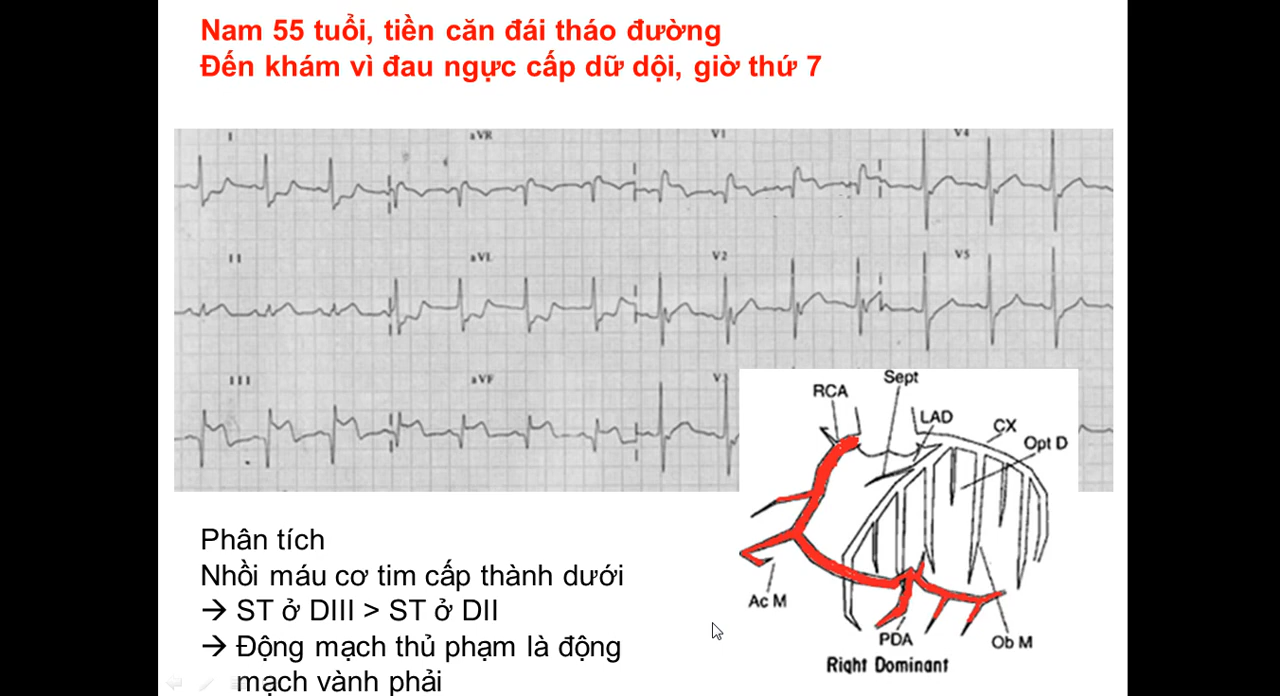 Nam 55 tuổi, tiền căn đái tháo đường
Đến khám vì đau ngực cấp dữ dội, giờ thứ 7
I
aVR
V1
V4
II
aVL
V2
V5
III
aVF
V3
RCA
Sept
LAD
CX
Opt D
Ac M
PDA
Ob M
Right Dominant
Phân tích
Nhồi máu cơ tim cấp thành dưới
→ ST ở DIII > ST ở DII
→ Động mạch thủ phạm là động
mạch vành phải